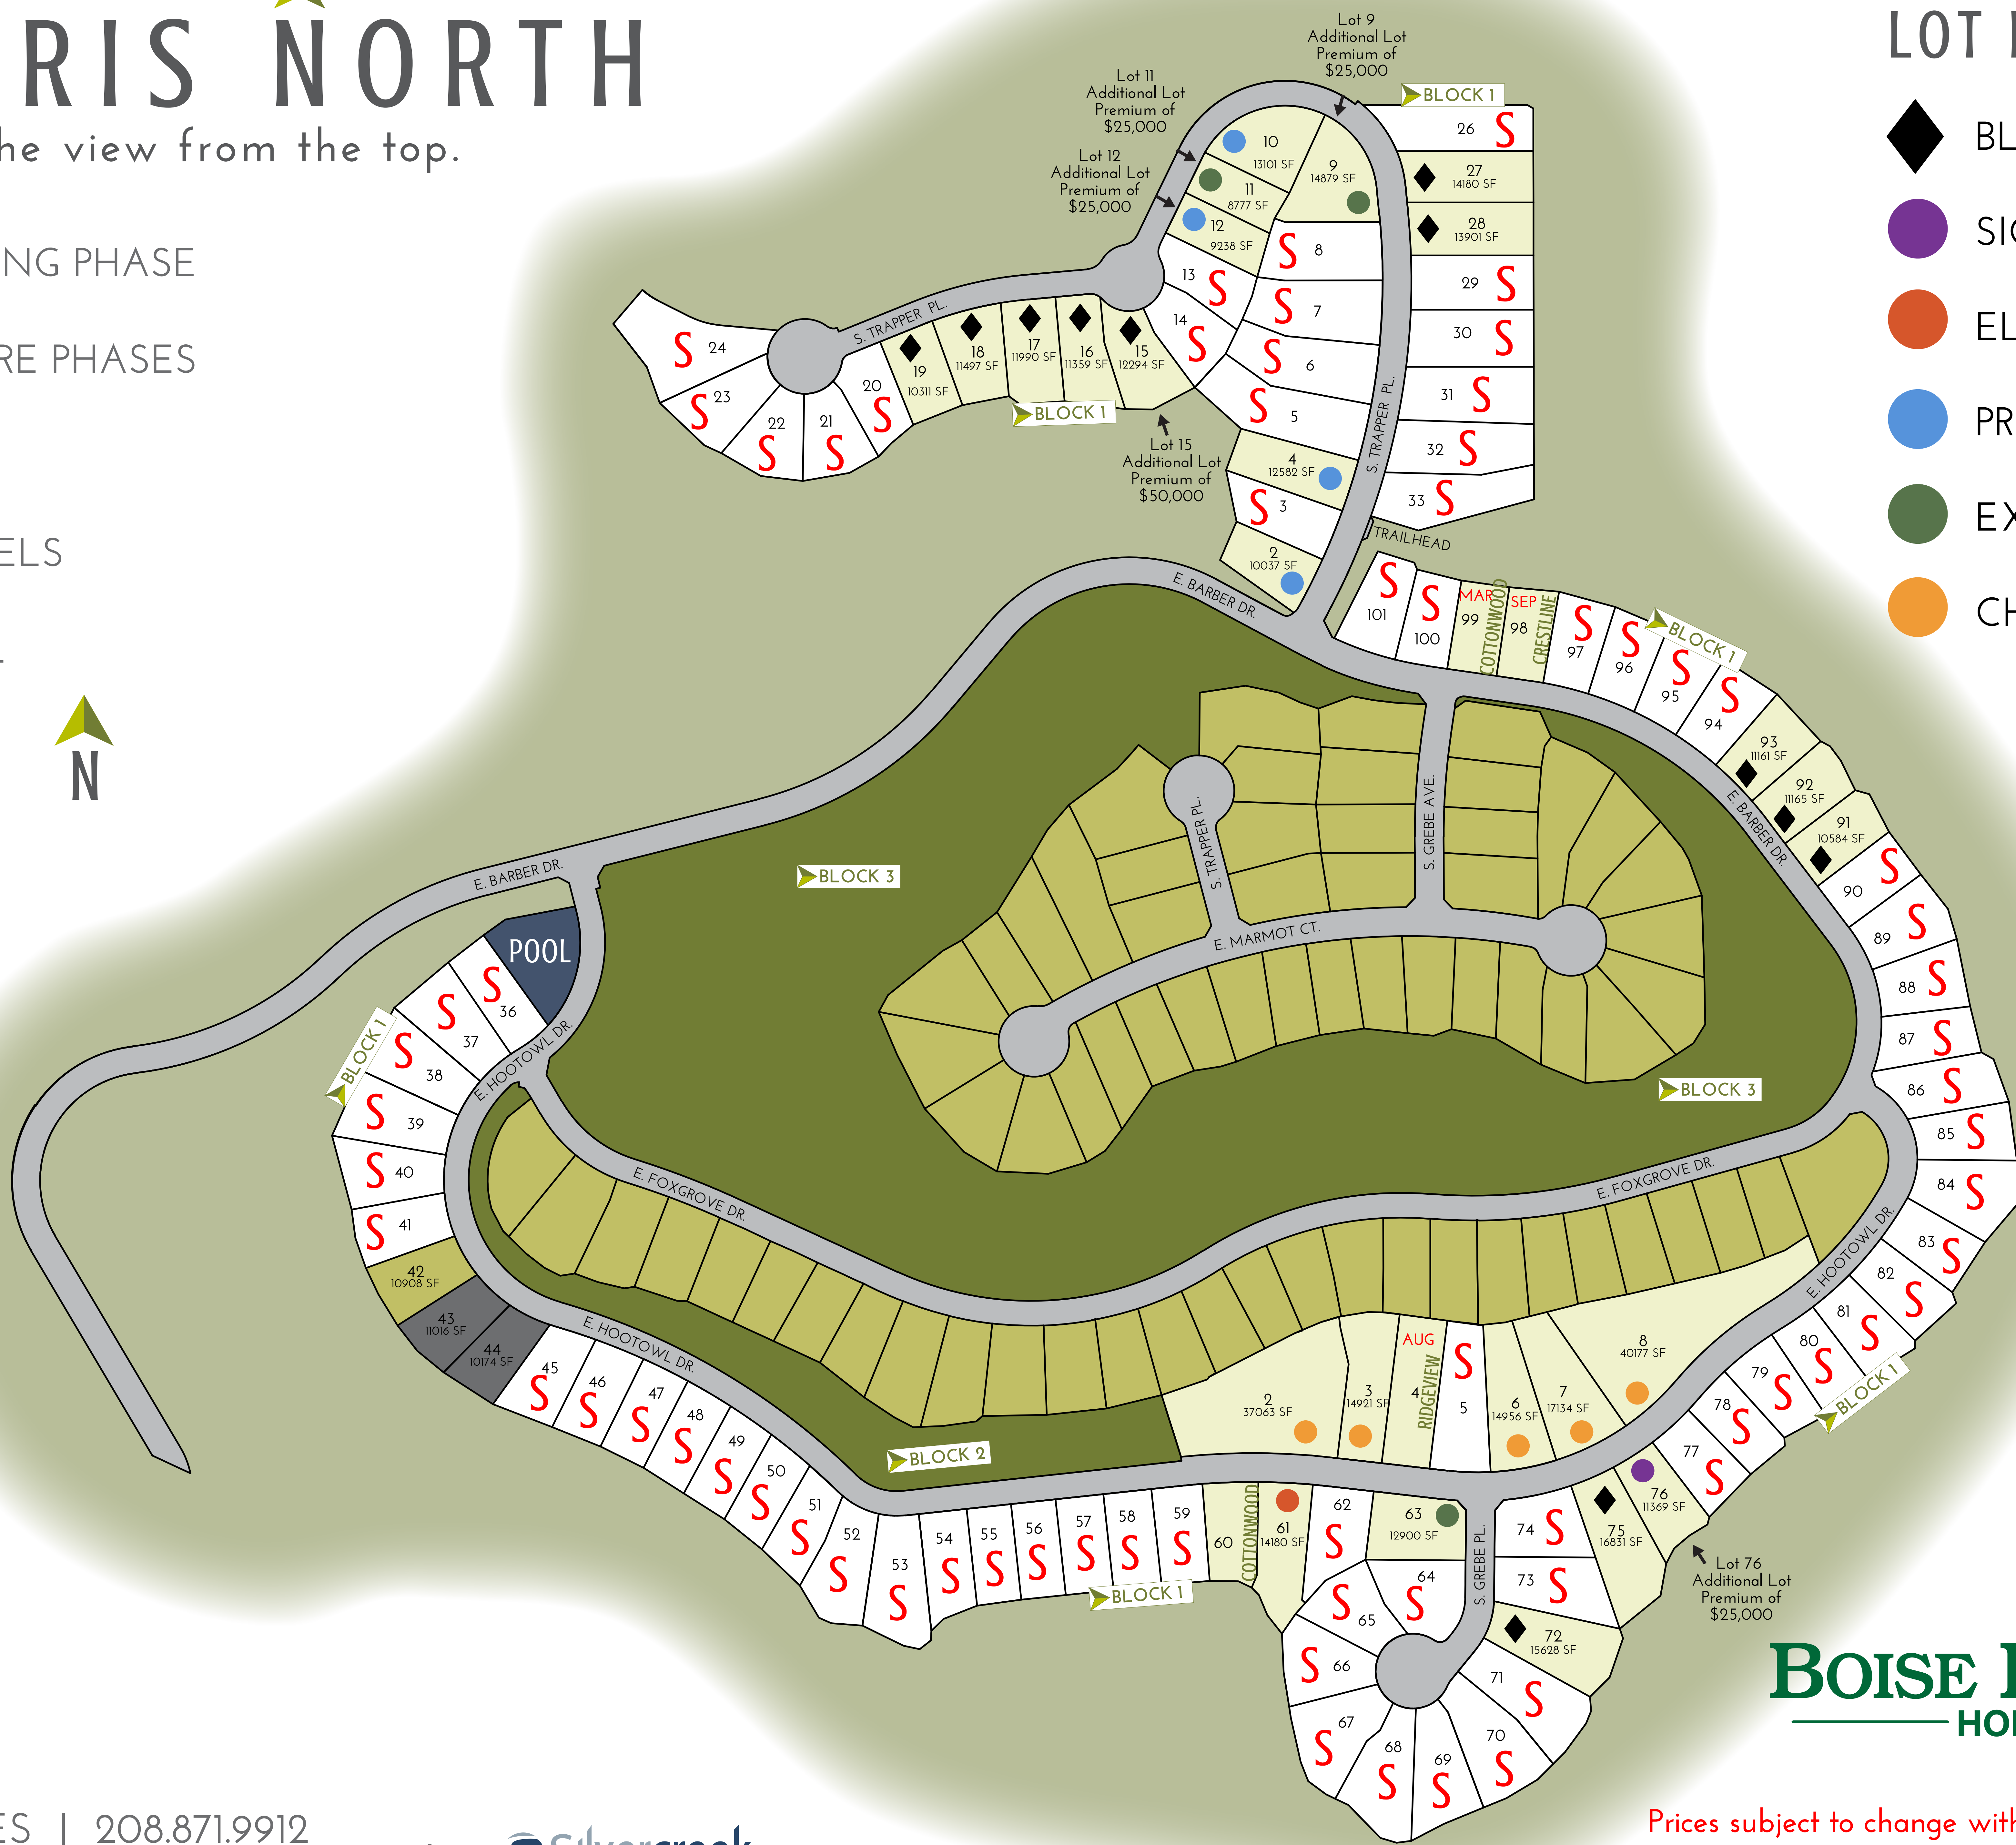 RIS NORTH
he view from the top.
NG PHASE
RE PHASES
ELS
N
LOT
BL
SI
EL
PR
EX
CH
Lot 9
Additional Lot
Premium of
$25,000
Lot 11
Additional Lot
Premium of
$25,000
Lot 12
Additional Lot
Premium of
$25,000
BLOCK 1
26 S
27
14180 SF
28
13901 SF
29 S
30 S
31 S
32 S
33 S
TRAILHEAD
10
13101 SF
9
14879 SF
11
8777 SF
12
9238 SF
S 8
13 S
S 7
14 S
S 6
S 5
4
12582 SF
S 3
2
10037 SF
S. TRAPPER PL.
S. TRAPPER PL.
S 24
S 23
22 S
21 S
20 S
19
10311 SF
18
11497 SF
17
11990 SF
16
11359 SF
15
12294 SF
BLOCK 1
Lot 15
Additional Lot
Premium of
$50,000
E. BARBER DR.
S 101
S 100
MAR
99
COTTONWOOD
SEP
98
CRESTLINE
S 97
S 96
S 95
S 94
BLOCK 1
93
11161 SF
92
11165 SF
91
10584 SF
E. BARBER DR.
90 S
89 S
88 S
87 S
86 S
85 S
84 S
83 S
82 S
81 S
80 S
79 S
78 S
77 S
BLOCK 1
BLOCK 3
S. TRAPPER PL.
S. GREBE AVE.
E. MARMOT CT.
BLOCK 3
E. BARBER DR.
POOL
S 36
S 37
S 38
S 39
S 40
S 41
BLOCK 1
E. HOOTOWL DR.
42
10908 SF
43
11016 SF
44
10174 SF
E. FOXGROVE DR.
E. FOXGROVE DR.
E. HOOTOWL DR.
E. HOOTOWL DR.
45 S
46 S
47 S
48 S
49 S
50 S
51 S
52 S
53 S
54 S
55 S
56 S
57 S
58 S
59 S
BLOCK 2
BLOCK 1
2
37063 SF
3
14921 SF
AUG
4
RIDGEVIEW
S
5
6
14956 SF
7
17134 SF
8
40177 SF
60
COTTONWOOD
61
14180 SF
62 S
63
12900 SF
64 S
S 65
S 66
67 S
68 S
69 S
70 S
71 S
72
15628 SF
73 S
74 S
75
16831 SF
76
11369 SF
S. GREBE PL.
Lot 76
Additional Lot
Premium of
$25,000
BOISE
HO
ES | 208.871.9912
Silvercreek
Prices subject to change wit